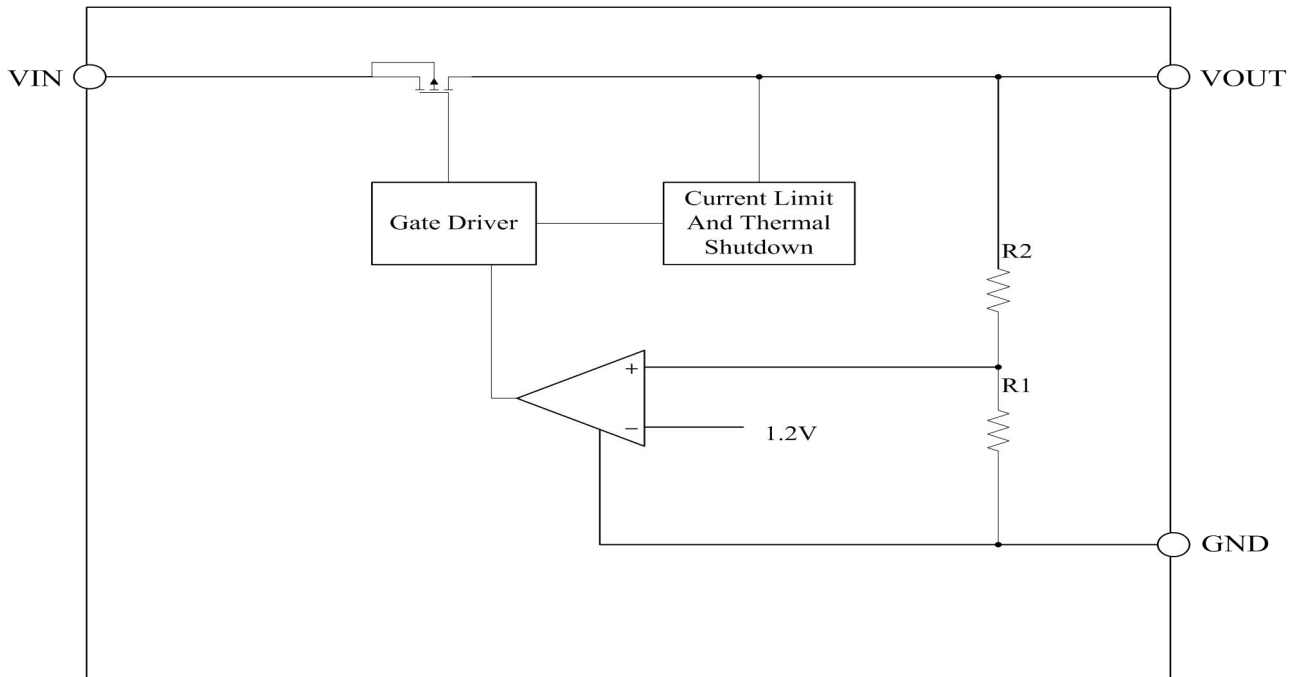 VIN
VOUT
Gate Driver
Current Limit
And Thermal
Shutdown
R2
+
R1
−
1.2V
GND